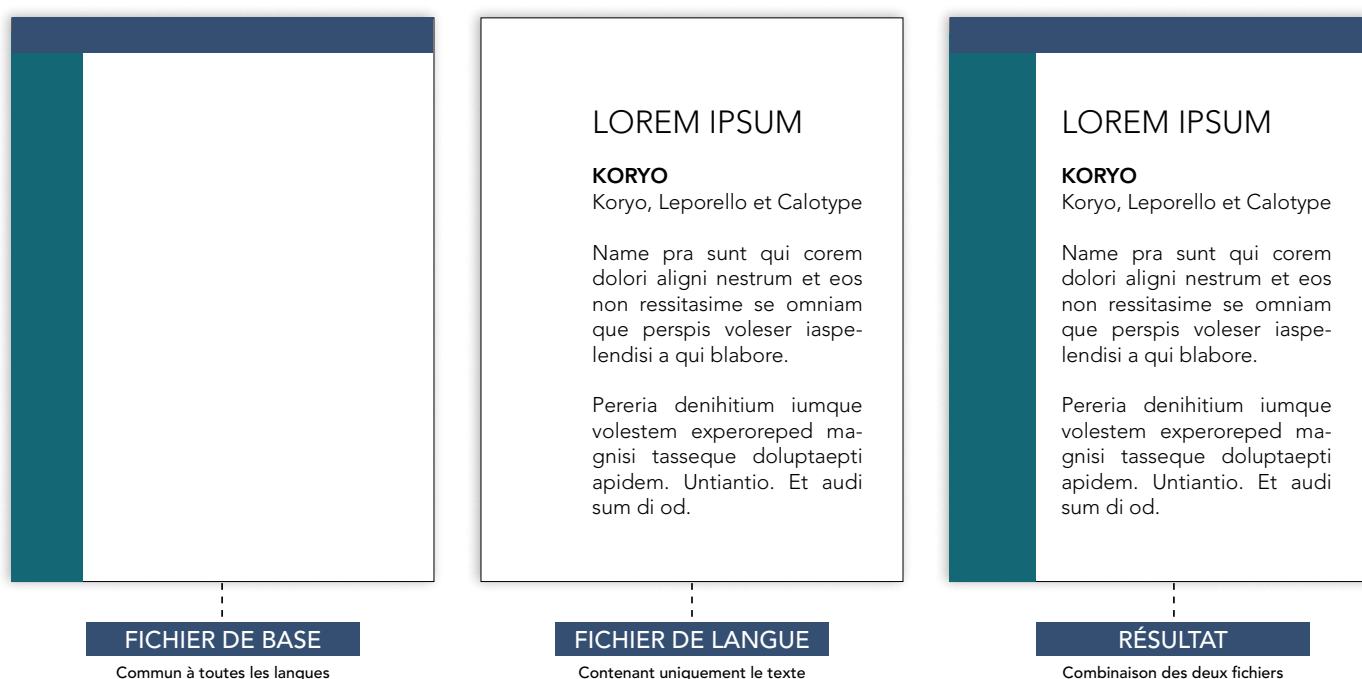 LOREM IPSUM
KORYO
Koryo, Leporello et Calotype
Name pra sunt qui corem
dolori aligni nestrum et eos
non ressitasime se omniam
que perspis voleser iaspe-
lendisi a qui blabore.
Pereria denihitium iumque
volestem experoreped ma-
gnisi tasseque doluptaepti
apidem. Untiantio. Et audi
sum di od.
LOREM IPSUM
KORYO
Koryo, Leporello et Calotype
Name pra sunt qui corem
dolori aligni nestrum et eos
non ressitasime se omniam
que perspis voleser iaspe-
lendisi a qui blabore.
Pereria denihitium iumque
volestem experoreped ma-
gnisi tasseque doluptaepti
apidem. Untiantio. Et audi
sum di od.
FICHIER DE BASE
Commun à toutes les langues
FICHIER DE LANGUE
Contenant uniquement le texte
RÉSULTAT
Combinaison des deux fichiers